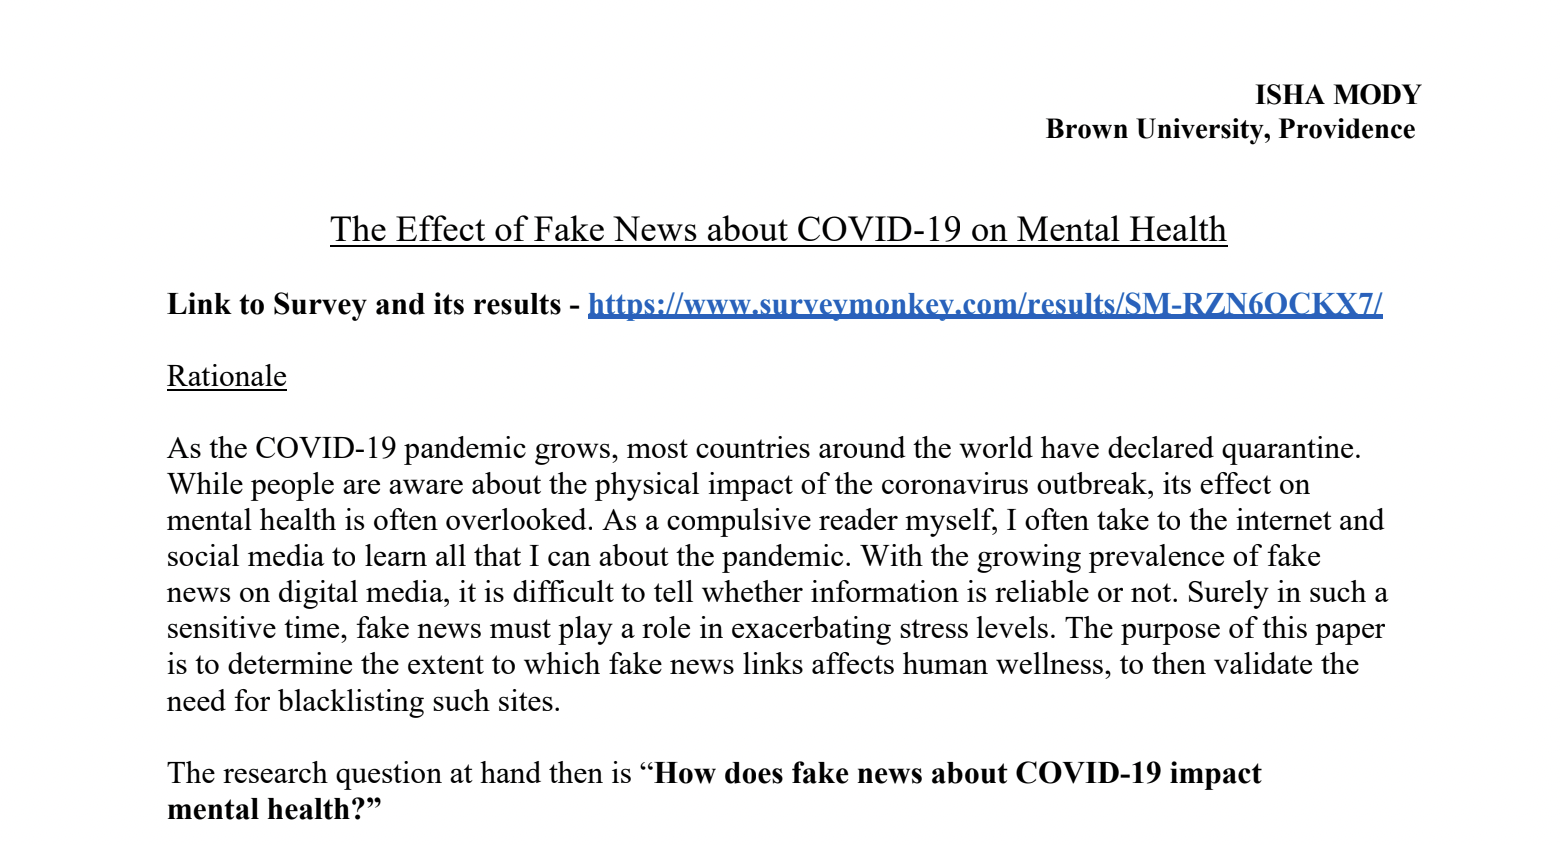 ISHA MODY
Brown University, Providence
The Effect of Fake News about COVID-19 on Mental Health
Link to Survey and its results - https://www.surveymonkey.com/results/SM-RZN6OCKX7/
Rationale
As the COVID-19 pandemic grows, most countries around the world have declared quarantine.
While people are aware about the physical impact of the coronavirus outbreak, its effect on
mental health is often overlooked. As a compulsive reader myself, I often take to the internet and
social media to learn all that I can about the pandemic. With the growing prevalence of fake
news on digital media, it is difficult to tell whether information is reliable or not. Surely in such a
sensitive time, fake news must play a role in exacerbating stress levels. The purpose of this paper
is to determine the extent to which fake news links affects human wellness, to then validate the
need for blacklisting such sites.
The research question at hand then is “How does fake news about COVID-19 impact
mental health?”